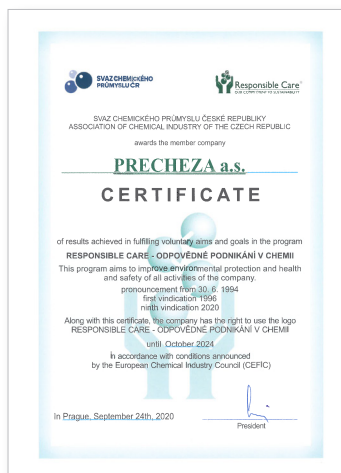 SVAZ CHEMICKÉHO
PRŮMYSLU ČR
Responsible Care®
OUR COMMITMENT TO SUSTAINABILITY
SVAZ CHEMICKÉHO PRŮMYSLU ČESKÉ REPUBLIKY
ASSOCIATION OF CHEMICAL INDUSTRY OF THE CZECH REPUBLIC
awards the member company
PRECHEZA a.s.
CERTIFICATE
of results achieved in fulfilling voluntary aims and goals in the program
RESPONSIBLE CARE - ODPOVĚDNÉ PODNIKÁNÍ V CHEMII
This program aims to improve environmental protection and health
and safety of all activities of the company.
pronouncement from 30. 6. 1994
first vindication 1996
ninth vindication 2020
Along with this certificate, the company has the right to use the logo
RESPONSIBLE CARE - ODPOVĚDNÉ PODNIKÁNÍ V CHEMII
until October 2024
in accordance with conditions announced
by the European Chemical Industry Council (CEFIC)
In Prague, September 24th, 2020
President